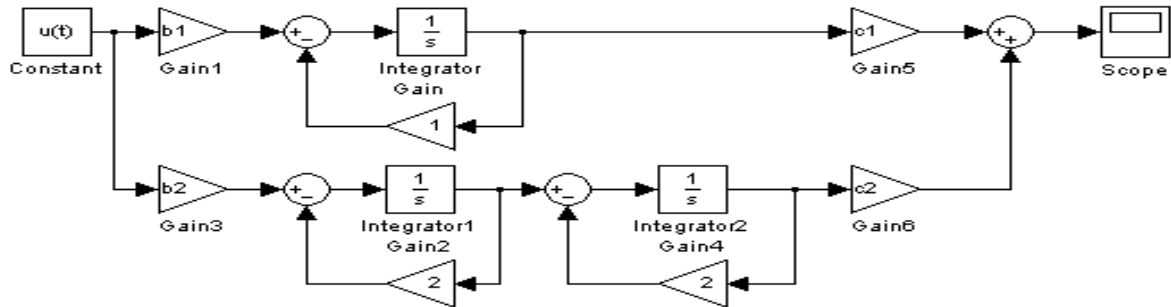 u(t)
Constant
b1
Gain1
+
−
1
s
Integrator
Gain
1
c1
Gain5
+
+
Scope
b2
Gain3
+
−
1
s
Integrator1
Gain2
2
+
−
1
s
Integrator2
Gain4
2
c2
Gain6